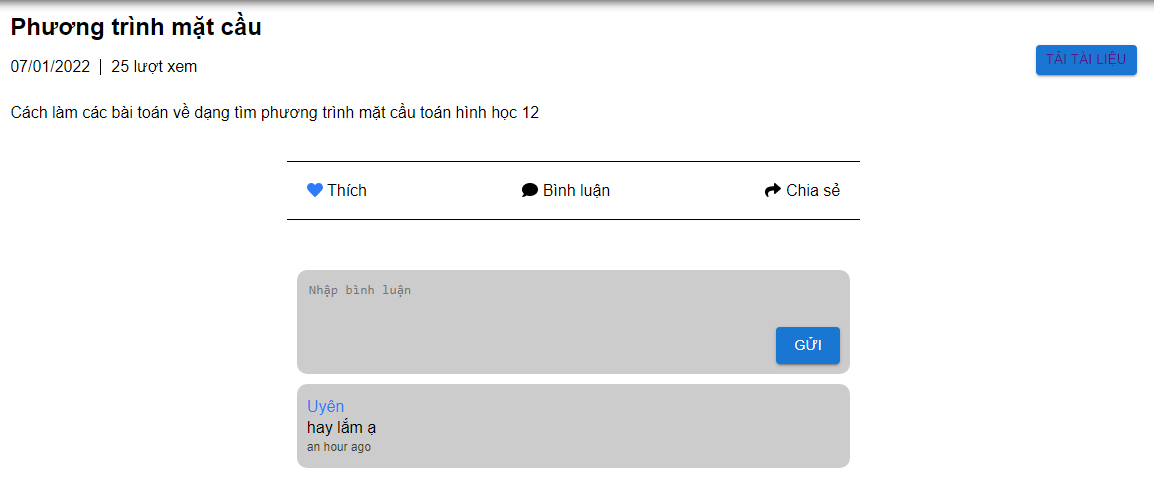 Phương trình mặt cầu
07/01/2022 | 25 lượt xem
TẢI TÀI LIỆU
Cách làm các bài toán về dạng tìm phương trình mặt cầu toán hình học 12
Thích
Bình luận
Chia sẻ
Nhập bình luận
GỬI
Uyên
hay lắm ạ
an hour ago